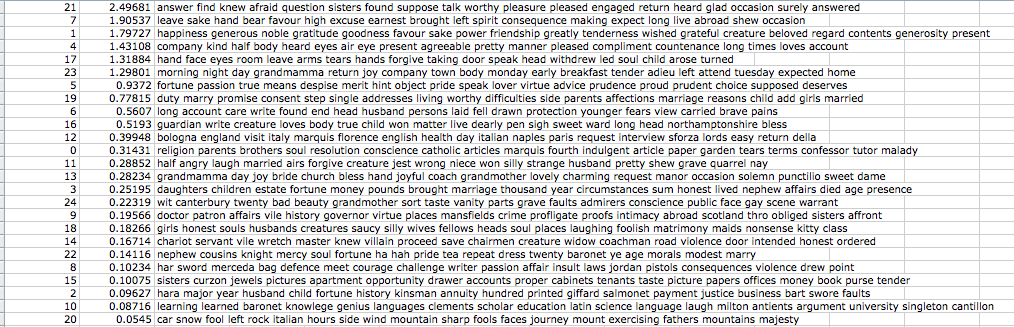 21 2.49681 answer find knew afraid question sisters found suppose talk worthy pleasure pleased engaged return heard glad occasion surely answered
7 1.90537 leave sake hand bear favour high excuse earnest brought left spirit consequence making expect long live abroad shew occasion
1 1.79727 happiness generous noble gratitude goodness favour sake power friendship greatly tenderness wished grateful creature beloved regard contents generosity present
4 1.43108 company kind half body heard eyes air eye present agreeable pretty manner pleased compliment countenance long times loves account
17 1.31884 hand face eyes room leave arms tears hands forgive taking door speak head withdrew led soul child arose turned
23 1.29801 morning night day grandmamma return joy company town body monday early breakfast tender adieu left attend tuesday expected home
5 0.9372 fortune passion true means despise merit hint object pride speak lover virtue advice prudence proud prudent choice supposed deserves
19 0.77815 duty marry promise consent step single addresses living worthy difficulties side parents affections marriage reasons child add girls married
6 0.5607 long account care write found end head husband persons laid fell drawn protection younger fears view carried brave pains
16 0.5193 guardian write creature loves body true child won matter live dearly pen sigh sweet ward long head northamptonshire bless
12 0.39948 bologna england visit italy marquis florence english health day italian naples paris request interview sforza lords easy return della
0 0.31431 religion parents brothers soul resolution conscience catholic articles marquis fourth indulgent article paper garden tears terms confessor tutor malady
11 0.28852 half angry laugh married airs forgive creature jest wrong niece won silly strange husband pretty shew grave quarrel nay
13 0.28234 grandmamma day joy bride church bless hand joyful coach grandmother lovely charming request manor occasion solemn punctilio sweet dame
3 0.25195 daughters children estate fortune money pounds brought marriage thousand year circumstances sum honest lived nephew affairs died age presence
24 0.22319 wit canterbury twenty bad beauty grandmother sort taste vanity parts grave faults admirers conscience public face gay scene warrant
9 0.19566 doctor patron affairs vile history governor virtue places mansfields crime profligate proofs intimacy abroad scotland thro obliged sisters affront
18 0.18266 girls honest souls husbands creatures saucy silly wives fellows heads soul places laughing foolish matrimony maids nonsense kitty class
14 0.16714 chariot servant vile wretch master knew villain proceed save chairmen creature widow coachman road violence door intended honest ordered
22 0.14116 nephew cousins knight mercy soul fortune ha hah pride tea repeat dress twenty baronet ye age morals modest marry
8 0.10234 har sword merceda bag defence meet courage challenge writer passion affair insult laws jordan pistols consequences violence drew point
15 0.10075 sisters curzon jewels pictures apartment opportunity drawer accounts proper cabinets tenants taste picture papers offices money book purse tender
2 0.09627 hara major year husband child fortune history kinsman annuity hundred printed giffard salmonet payment justice business bart swore faults
10 0.08716 learning learned baronet knowlege genius languages clements scholar education latin science language laugh milton antients argument university singleton cantillon
20 0.0545 car snow fool left rock italian hours side wind mountain sharp fools faces journey mount exercising fathers mountains majesty